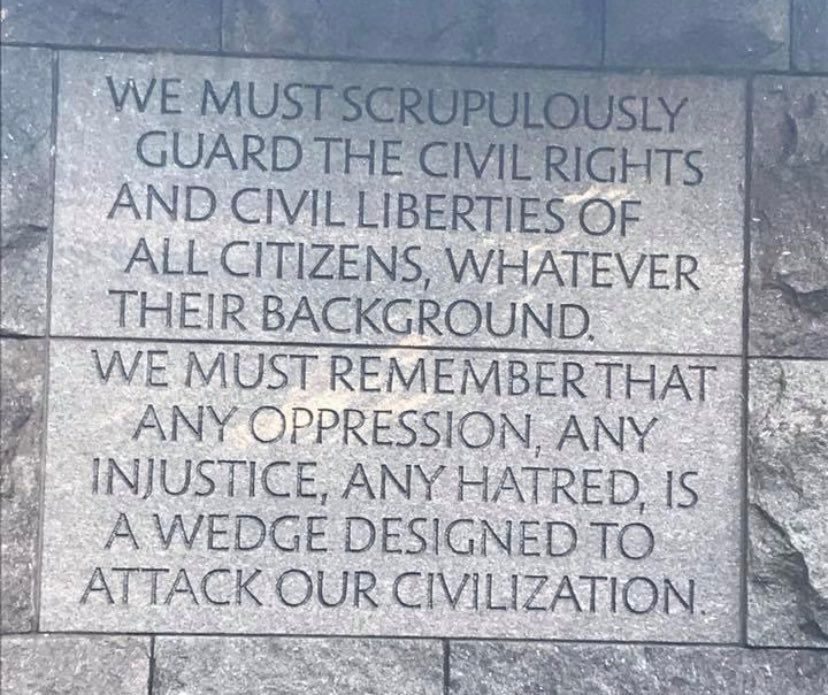 WE MUST SCRUPULOUSLY
GUARD THE CIVIL RIGHTS
AND CIVIL LIBERTIES OF
ALL CITIZENS, WHATEVER
THEIR BACKGROUND.
WE MUST REMEMBER THAT
ANY OPPRESSION, ANY
INJUSTICE, ANY HATRED, IS
A WEDGE DESIGNED TO
ATTACK OUR CIVILIZATION.